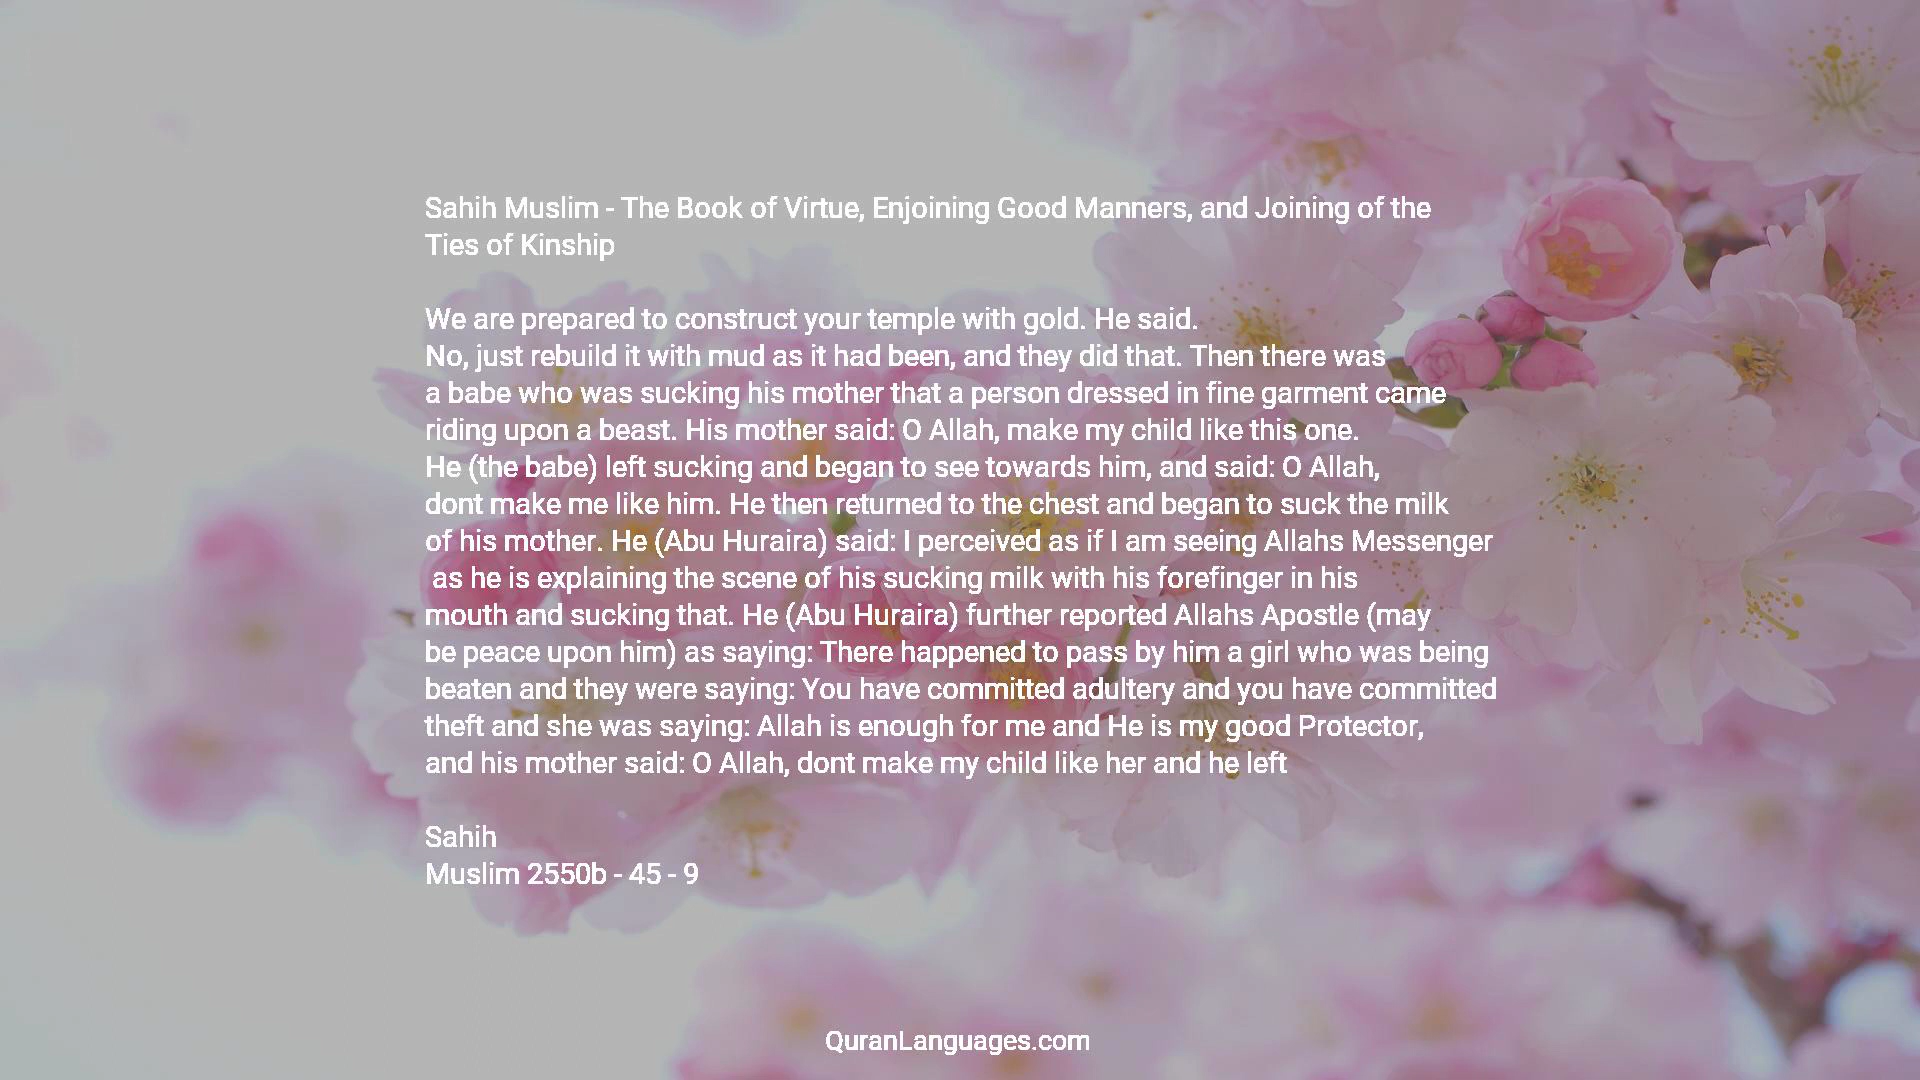 Sahih Muslim - The Book of Virtue, Enjoining Good Manners, and Joining of the
Ties of Kinship
We are prepared to construct your temple with gold. He said.
No, just rebuild it with mud as it had been, and they did that. Then there was
a babe who was sucking his mother that a person dressed in fine garment came
riding upon a beast. His mother said: O Allah, make my child like this one.
He (the babe) left sucking and began to see towards him, and said: O Allah,
dont make me like him. He then returned to the chest and began to suck the milk
of his mother. He (Abu Huraira) said: I perceived as if I am seeing Allahs Messenger
as he is explaining the scene of his sucking milk with his forefinger in his
mouth and sucking that. He (Abu Huraira) further reported Allahs Apostle (may
be peace upon him) as saying: There happened to pass by him a girl who was being
beaten and they were saying: You have committed adultery and you have committed
theft and she was saying: Allah is enough for me and He is my good Protector,
and his mother said: O Allah, dont make my child like her and he left
Sahih
Muslim 2550b - 45 - 9
QuranLanguages.com